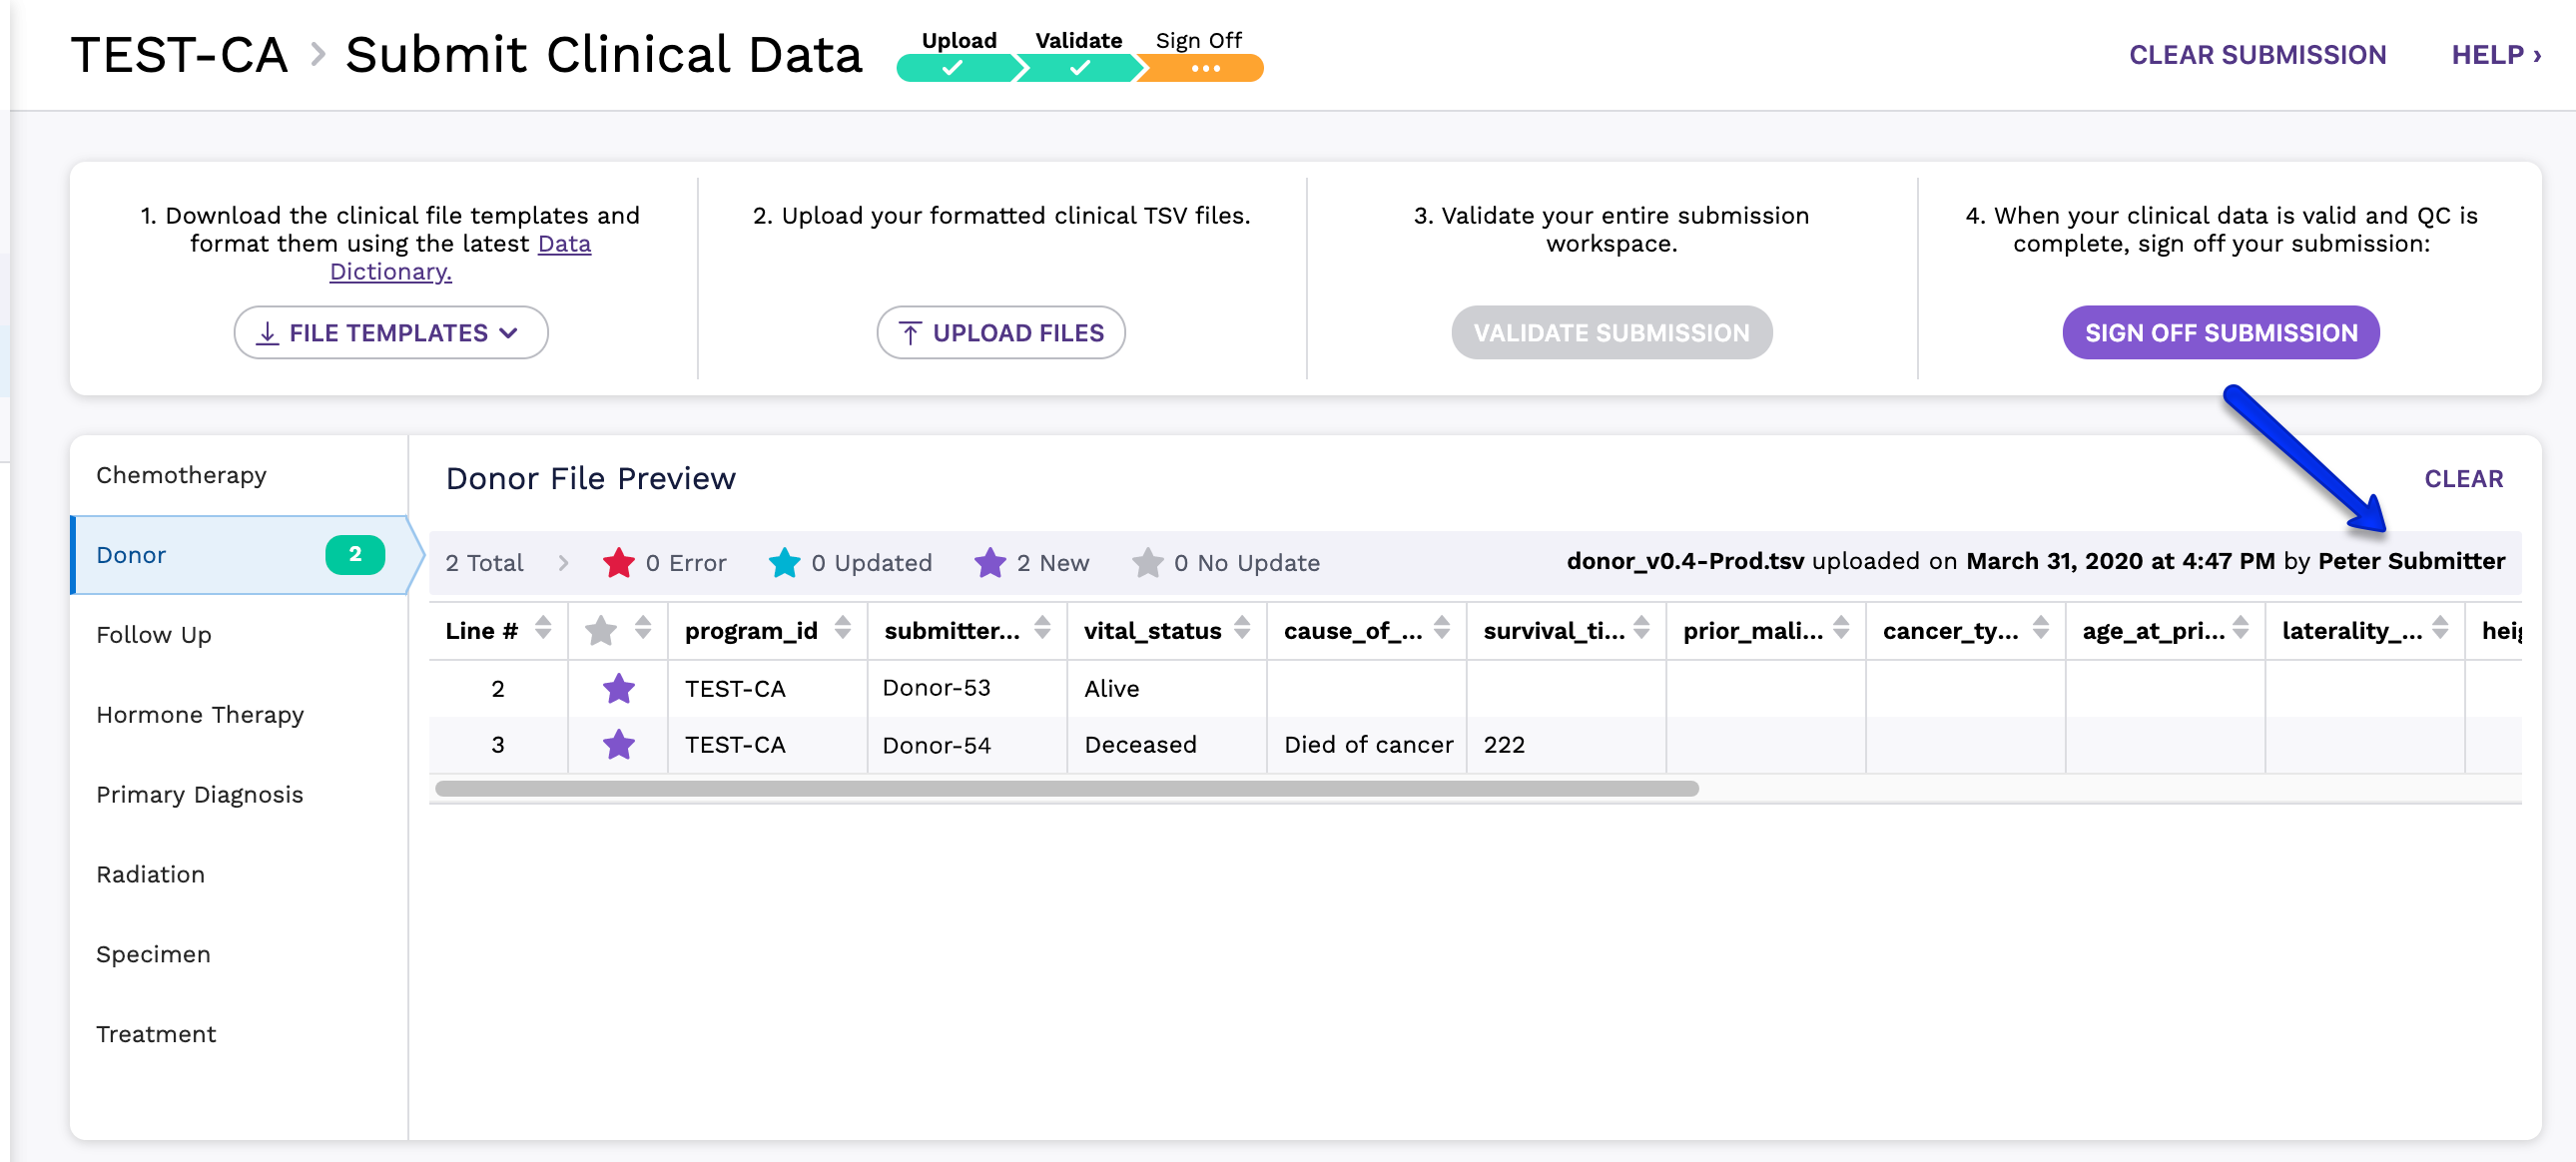 TEST-CA › Submit Clinical Data
Upload Validate Sign Off
CLEAR SUBMISSION HELP ›
1. Download the clinical file templates and
format them using the latest Data
Dictionary.
FILE TEMPLATES
2. Upload your formatted clinical TSV files.
UPLOAD FILES
3. Validate your entire submission
workspace.
VALIDATE SUBMISSION
4. When your clinical data is valid and QC is
complete, sign off your submission:
SIGN OFF SUBMISSION
Chemotherapy
Donor 2
Follow Up
Hormone Therapy
Primary Diagnosis
Radiation
Specimen
Treatment
Donor File Preview
CLEAR
2 Total › 0 Error 0 Updated 2 New 0 No Update
donor_v0.4-Prod.tsv uploaded on March 31, 2020 at 4:47 PM by Peter Submitter
Line # program_id submitter... vital_status cause_of_... survival_ti... prior_mali... cancer_ty... age_at_pri... laterality_...
2 TEST-CA Donor-53 Alive
3 TEST-CA Donor-54 Deceased Died of cancer 222